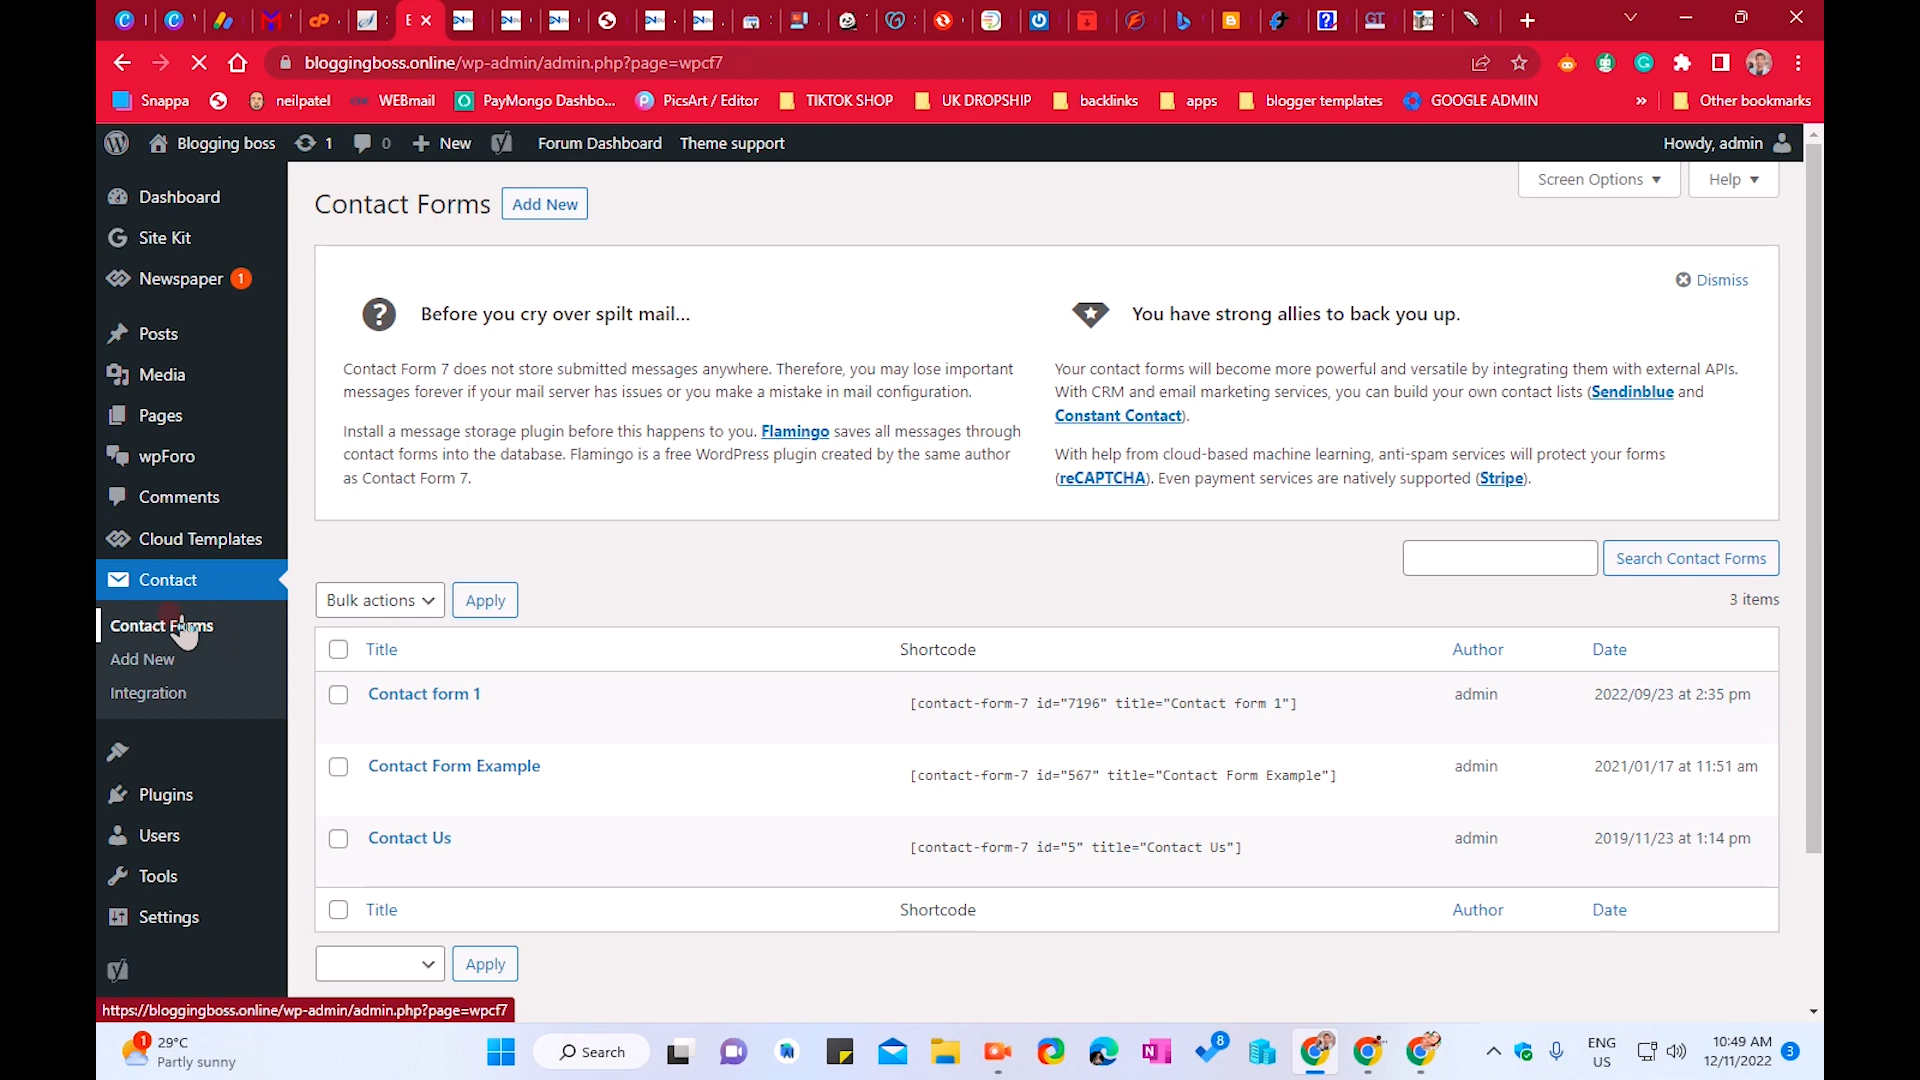 bloggingboss.online/wp-admin/admin.php?page=wpcf7
Snappa
neilpatel
WEBmail
PayMongo Dashbo...
PicsArt / Editor
TIKTOK SHOP
UK DROPSHIP
backlinks
apps
blogger templates
GOOGLE ADMIN
»
Other bookmarks
Blogging boss
1
0
New
Forum Dashboard
Theme support
Howdy, admin
Dashboard
Site Kit
Newspaper 1
Posts
Media
Pages
wpForo
Comments
Cloud Templates
Contact
Contact Forms
Add New
Integration
Plugins
Users
Tools
Settings
Screen Options
Help
Contact Forms
Add New
Dismiss
Before you cry over spilt mail...
Contact Form 7 does not store submitted messages anywhere. Therefore, you may lose important
messages forever if your mail server has issues or you make a mistake in mail configuration.
Install a message storage plugin before this happens to you. Flamingo saves all messages through
contact forms into the database. Flamingo is a free WordPress plugin created by the same author
as Contact Form 7.
You have strong allies to back you up.
Your contact forms will become more powerful and versatile by integrating them with external APIs.
With CRM and email marketing services, you can build your own contact lists (Sendinblue and
Constant Contact).
With help from cloud-based machine learning, anti-spam services will protect your forms
(reCAPTCHA). Even payment services are natively supported (Stripe).
Search Contact Forms
Bulk actions
Apply
3 items
Title Shortcode Author Date
Contact form 1 [contact-form-7 id="7196" title="Contact form 1"] admin 2022/09/23 at 2:35 pm
Contact Form Example [contact-form-7 id="567" title="Contact Form Example"] admin 2021/01/17 at 11:51 am
Contact Us [contact-form-7 id="5" title="Contact Us"] admin 2019/11/23 at 1:14 pm
Title Shortcode Author Date
Apply
https://bloggingboss.online/wp-admin/admin.php?page=wpcf7
1
29°C
Partly sunny
Search
8
ENG
US
10:49 AM
12/11/2022
3